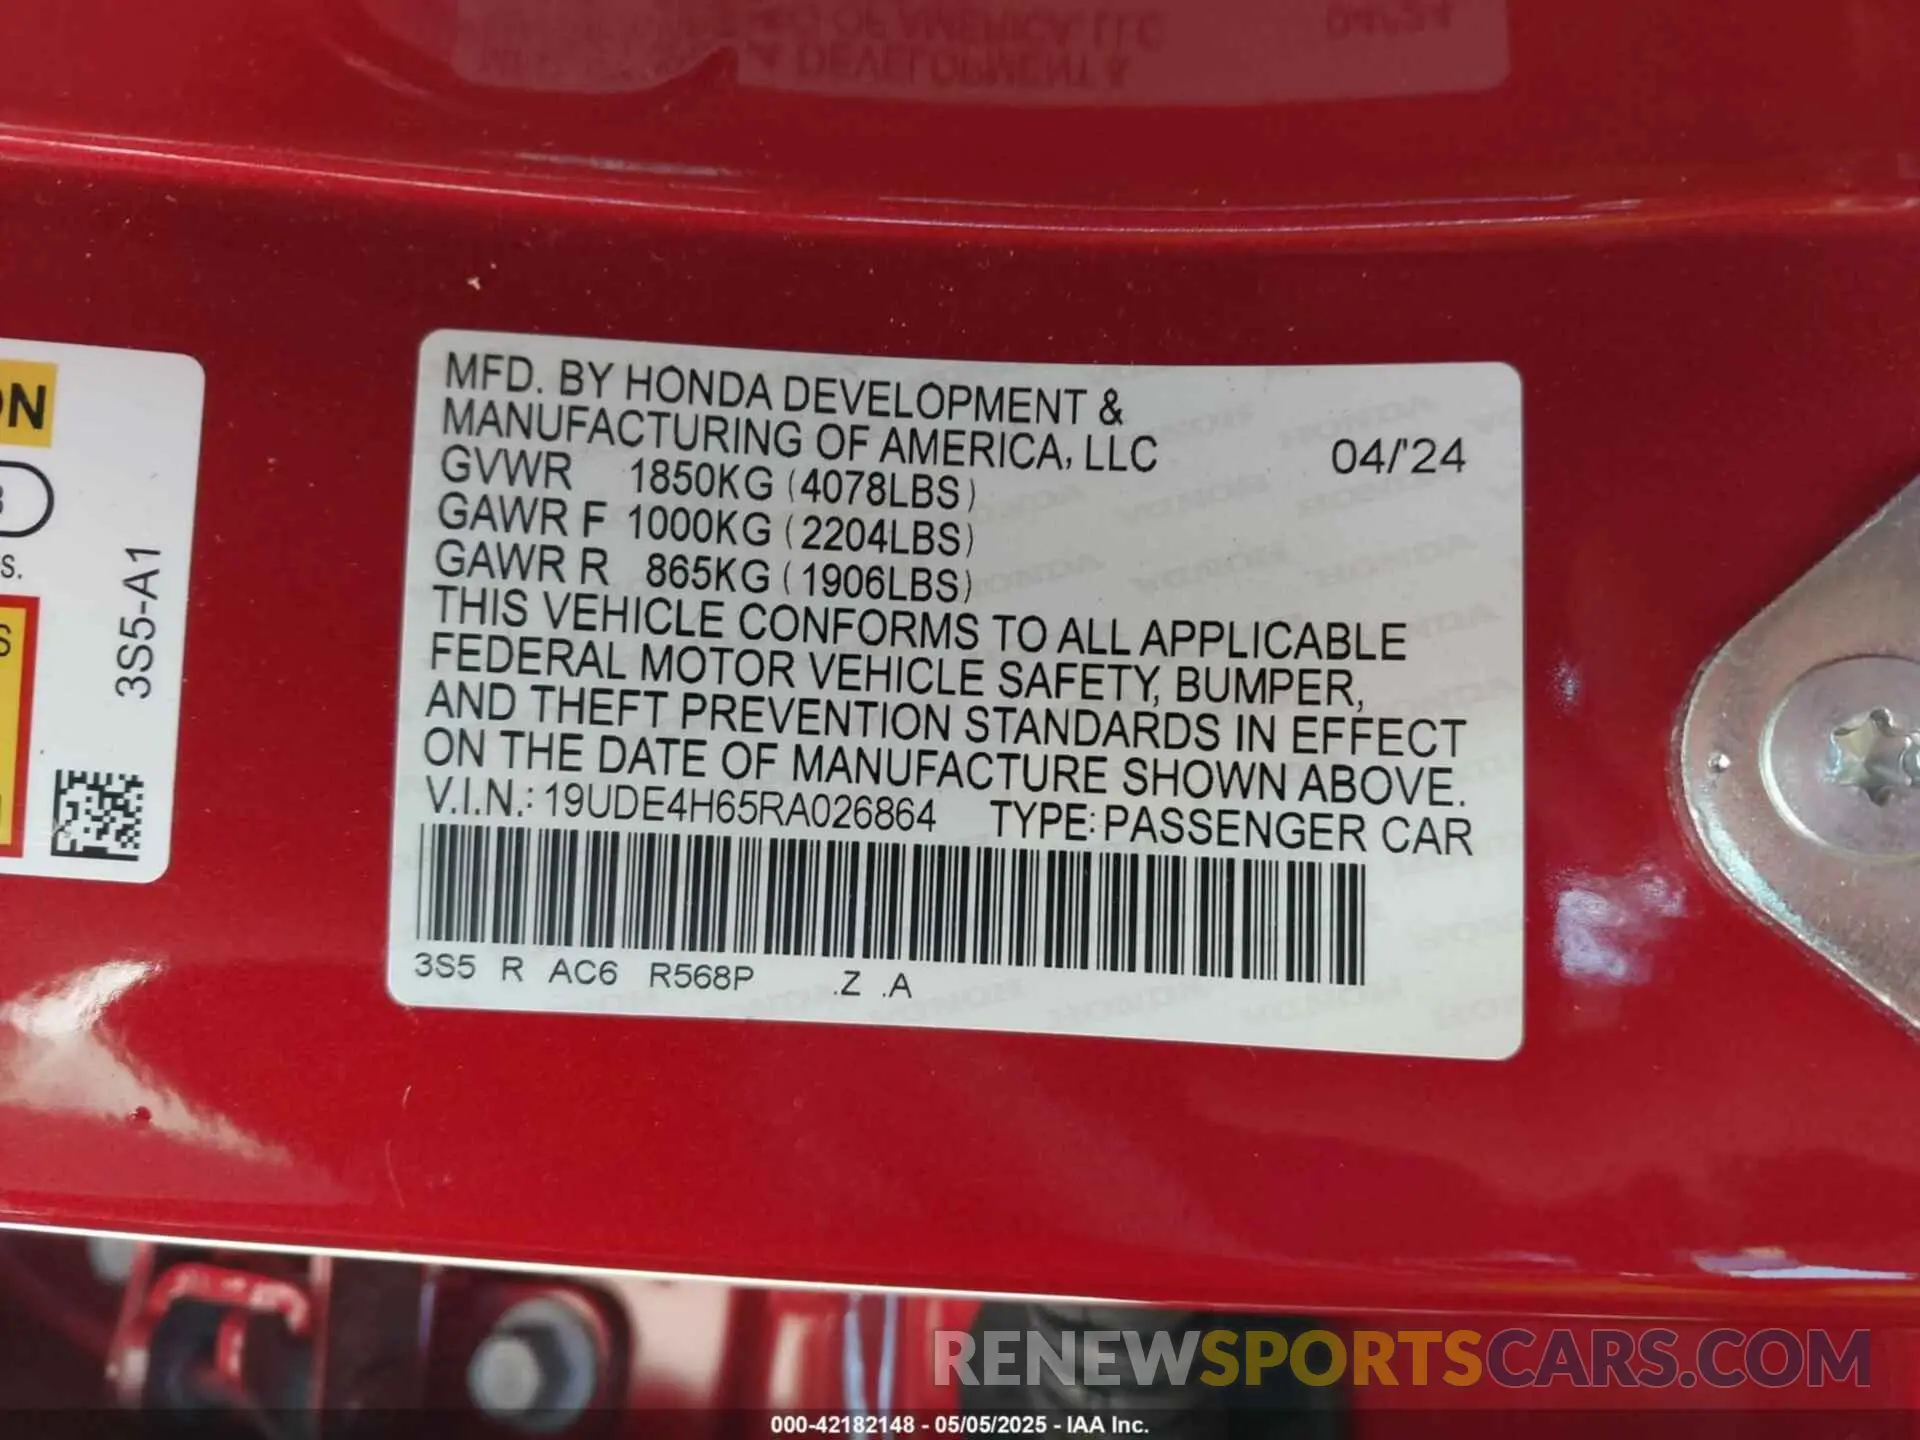 MFD. BY HONDA DEVELOPMENT &
MANUFACTURING OF AMERICA, LLC 04/'24
GVWR 1850KG (4078LBS)
GAWR F 1000KG (2204LBS)
GAWR R 865KG (1906LBS)
THIS VEHICLE CONFORMS TO ALL APPLICABLE
FEDERAL MOTOR VEHICLE SAFETY, BUMPER,
AND THEFT PREVENTION STANDARDS IN EFFECT
ON THE DATE OF MANUFACTURE SHOWN ABOVE.
V.I.N.: 19UDE4H65RA026864 TYPE: PASSENGER CAR
3S5 R AC6 R568P .Z .A
3S5-A1
RENEWSPORTSCARS.COM
000-42182148 - 05/05/2025 - IAA Inc.